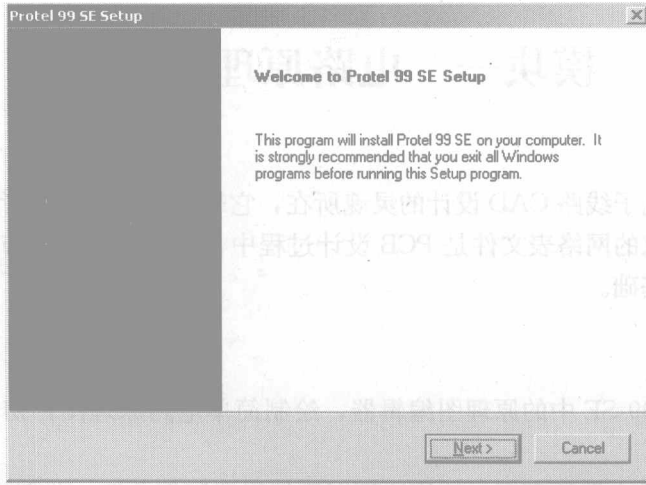 Protel 99 SE Setup
Welcome to Protel 99 SE Setup
This program will install Protel 99 SE on your computer. It
is strongly recommended that you exit all Windows
programs before running this Setup program.
Next >
Cancel